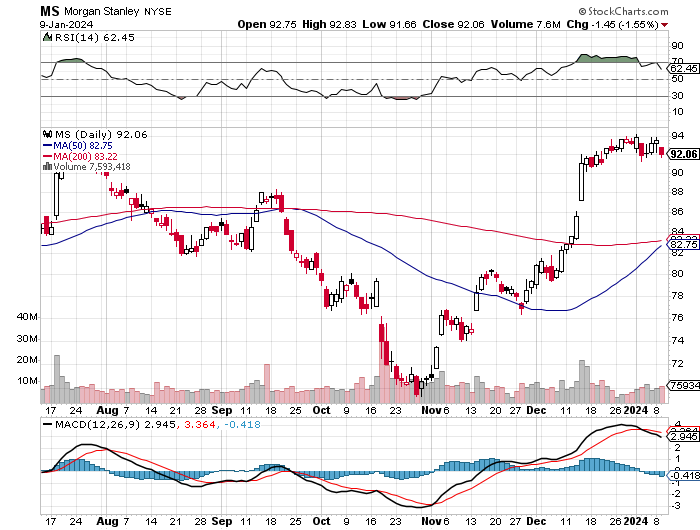 MS Morgan Stanley NYSE © StockCharts.com
9-Jan-2024 Open 92.75 High 92.83 Low 91.66 Close 92.06 Volume 7.6M Chg -1.45 (-1.55%)
RSI(14) 62.45
90
70
62.45
50
30
10
MS (Daily) 92.06
MA(50) 82.75
MA(200) 83.22
Volume 7,593,418
94
92.06
90
88
86
84
82.75
82
80
78
76
74
72
40M
30M
20M
10M
75934
17 24 Aug 7 14 21 28 Sep 11 18 25 Oct 9 16 23 Nov 6 13 20 27 Dec 11 18 26 2024 8
MACD(12,26,9) 2.945, 3.364, -0.418
2.945
2
1
0
-0.418
-1
-2
-3
17 24 Aug 7 14 21 28 Sep 11 18 25 Oct 9 16 23 Nov 6 13 20 27 Dec 11 18 26 2024 8